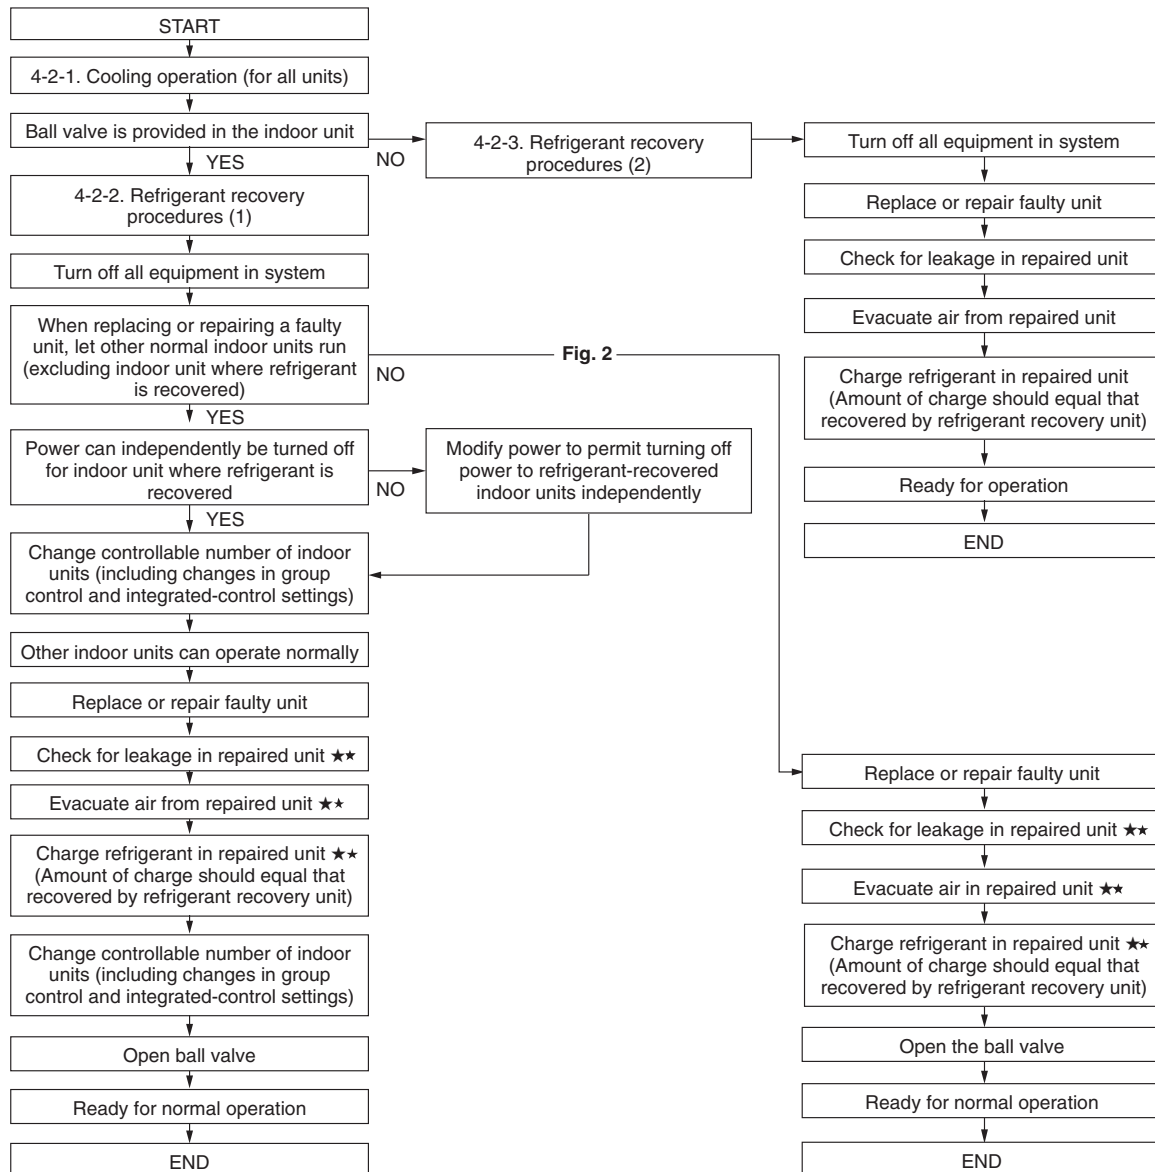 START
4-2-1. Cooling operation (for all units)
Ball valve is provided in the indoor unit
YES
NO
4-2-2. Refrigerant recovery
procedures (1)
Turn off all equipment in system
When replacing or repairing a faulty
unit, let other normal indoor units run
(excluding indoor unit where refrigerant
is recovered)
NO
Fig. 2
YES
Power can independently be turned off
for indoor unit where refrigerant is
recovered
NO
Modify power to permit turning off
power to refrigerant-recovered
indoor units independently
YES
Change controllable number of indoor
units (including changes in group
control and integrated-control settings)
Other indoor units can operate normally
Replace or repair faulty unit
Check for leakage in repaired unit ★★
Evacuate air from repaired unit ★★
Charge refrigerant in repaired unit ★★
(Amount of charge should equal that
recovered by refrigerant recovery unit)
Change controllable number of indoor
units (including changes in group
control and integrated-control settings)
Open ball valve
Ready for normal operation
END
4-2-3. Refrigerant recovery
procedures (2)
Turn off all equipment in system
Replace or repair faulty unit
Check for leakage in repaired unit
Evacuate air from repaired unit
Charge refrigerant in repaired unit
(Amount of charge should equal that
recovered by refrigerant recovery unit)
Ready for operation
END
Replace or repair faulty unit
Check for leakage in repaired unit ★★
Evacuate air in repaired unit ★★
Charge refrigerant in repaired unit ★★
(Amount of charge should equal that
recovered by refrigerant recovery unit)
Open the ball valve
Ready for normal operation
END